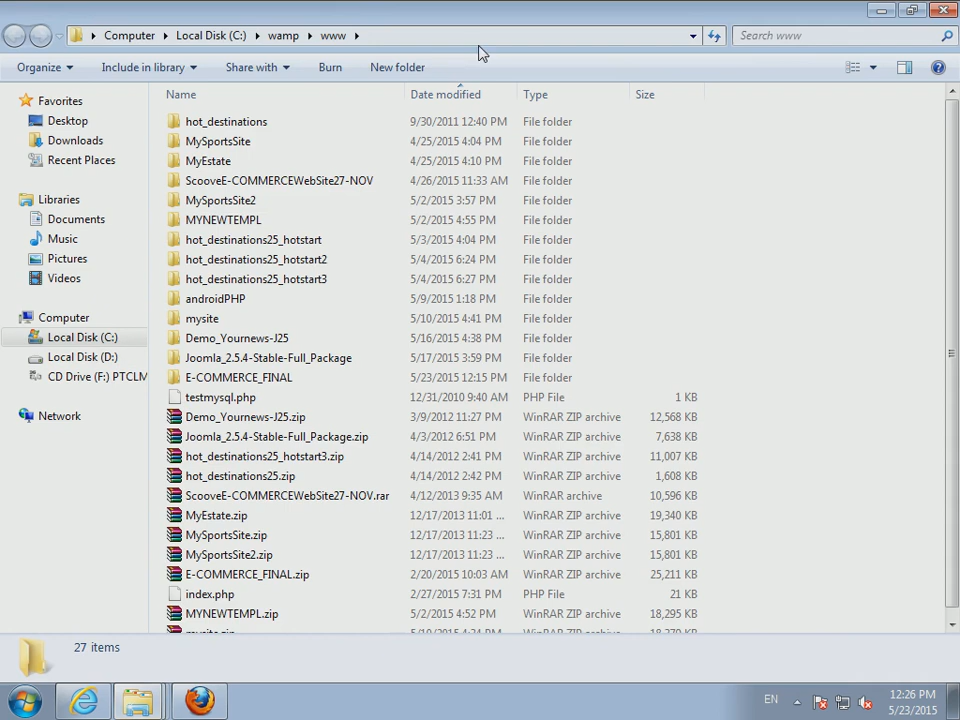 Computer Local Disk (C:) wamp www Search www
Organize Include in library Share with Burn New folder
Name Date modified Type Size
Favorites
Desktop
Downloads
Recent Places
Libraries
Documents
Music
Pictures
Videos
Computer
Local Disk (C:)
Local Disk (D:)
CD Drive (F:) PTCLM
Network
hot_destinations 9/30/2011 12:40 PM File folder
MySportsSite 4/25/2015 4:04 PM File folder
MyEstate 4/25/2015 4:10 PM File folder
ScooveE-COMMERCEWebSite27-NOV 4/26/2015 11:33 AM File folder
MySportsSite2 5/2/2015 3:57 PM File folder
MYNEWTEMPL 5/2/2015 4:55 PM File folder
hot_destinations25_hotstart 5/3/2015 4:04 PM File folder
hot_destinations25_hotstart2 5/4/2015 6:24 PM File folder
hot_destinations25_hotstart3 5/4/2015 6:27 PM File folder
androidPHP 5/9/2015 1:18 PM File folder
mysite 5/10/2015 4:41 PM File folder
Demo_Yournews-J25 5/16/2015 4:38 PM File folder
Joomla_2.5.4-Stable-Full_Package 5/17/2015 3:59 PM File folder
E-COMMERCE_FINAL 5/23/2015 12:15 PM File folder
testmysql.php 12/31/2010 9:40 AM PHP File 1 KB
Demo_Yournews-J25.zip 3/9/2012 11:27 PM WinRAR ZIP archive 12,568 KB
Joomla_2.5.4-Stable-Full_Package.zip 4/3/2012 6:51 PM WinRAR ZIP archive 7,638 KB
hot_destinations25_hotstart3.zip 4/14/2012 2:41 PM WinRAR ZIP archive 11,007 KB
hot_destinations25.zip 4/14/2012 2:42 PM WinRAR ZIP archive 1,608 KB
ScooveE-COMMERCEWebSite27-NOV.rar 4/12/2013 9:35 AM WinRAR archive 10,596 KB
MyEstate.zip 12/17/2013 11:01 ... WinRAR ZIP archive 19,340 KB
MySportsSite.zip 12/17/2013 11:23 ... WinRAR ZIP archive 15,801 KB
MySportsSite2.zip 12/17/2013 11:23 ... WinRAR ZIP archive 15,801 KB
E-COMMERCE_FINAL.zip 2/20/2015 10:03 AM WinRAR ZIP archive 25,211 KB
index.php 2/27/2015 7:31 PM PHP File 21 KB
MYNEWTEMPL.zip 5/2/2015 4:52 PM WinRAR ZIP archive 18,295 KB
27 items
EN
12:26 PM
5/23/2015